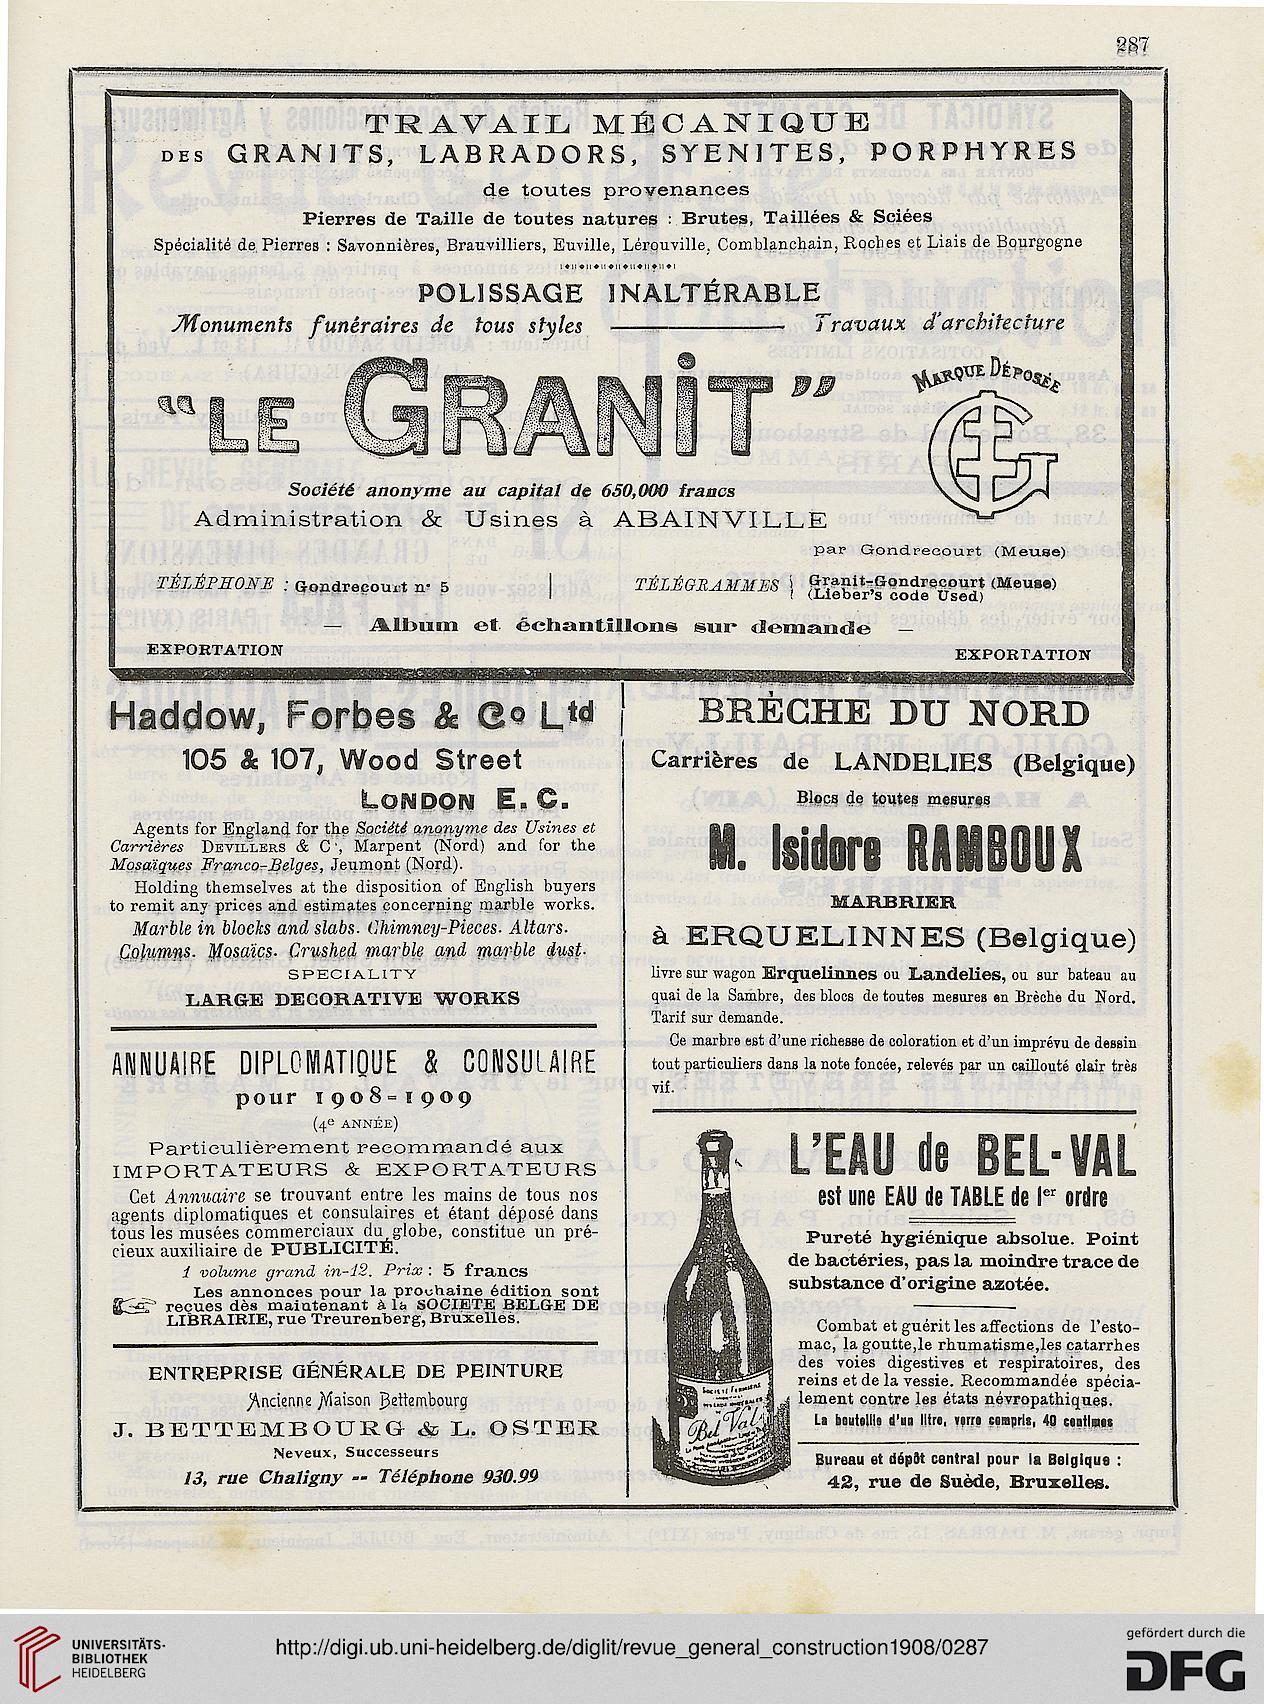 287
TRAVAIL MÉCANIQUE
DES GRANITS, LABRADORS, SYENITES, PORPHYRES
de toutes provenances
Pierres de Taille de toutes natures : Brutes, Taillées & Sciées
Spécialité de Pierres : Savonnières, Brauvilliers, Euville, Lérouville, Comblanchain, Roches et Liais de Bourgogne
POLISSAGE INALTÉRABLE
Monuments funéraires de tous styles — Travaux d'architecture
"LE GRANIT"
MARQUE DÉPOSÉE
Société anonyme au capital de 650,000 francs
Administration & Usines à ABAINVILLE
par Gondrecourt (Meuse)
TÉLÉPHONE : Gondrecourt n° 5
TÉLÉGRAMMES } Granit-Gondrecourt (Meuse)
(Lieber's code Used)
— Album et échantillons sur demande —
EXPORTATION
EXPORTATION
Haddow, Forbes & Co Ltd
105 & 107, Wood Street
LONDON E. C.
Agents for England for the Société anonyme des Usines et
Carrières DEVILLERS & C', Marpent (Nord) and for the
Mosaïques Franco-Belges, Jeumont (Nord).
Holding themselves at the disposition of English buyers
to remit any prices and estimates concerning marble works.
Marble in blocks and slabs. Chimney-Pieces. Altars.
Columns. Mosaïcs. Crushed marble and marble dust.
SPECIALITY
LARGE DECORATIVE WORKS
ANNUAIRE DIPLOMATIQUE & CONSULAIRE
pour 1908=1909
(4e ANNÉE)
Particulièrement recommandé aux
IMPORTATEURS & EXPORTATEURS
Cet Annuaire se trouvant entre les mains de tous nos
agents diplomatiques et consulaires et étant déposé dans
tous les musées commerciaux du globe, constitue un pré-
cieux auxiliaire de PUBLICITÉ.
1 volume grand in-12. Prix : 5 francs
Les annonces pour la prochaine édition sont
reçues dès maintenant à la SOCIETE BELGE DE
LIBRAIRIE, rue Treurenberg, Bruxelles.
ENTREPRISE GÉNÉRALE DE PEINTURE
Ancienne Maison Bettembourg
J. BETTEMBOURG & L. OSTER
Neveux, Successeurs
13, rue Chaligny -- Téléphone 930.99
BRÈCHE DU NORD
Carrières de LANDELIES (Belgique)
Blocs de toutes mesures
M. Isidore RAMBOUX
MARBRIER
à ERQUELINNES (Belgique)
livre sur wagon Erquelinnes ou Landelies, ou sur bateau au
quai de la Sambre, des blocs de toutes mesures en Brèche du Nord.
Tarif sur demande.
Ce marbre est d'une richesse de coloration et d'un imprévu de dessin
tout particuliers dans la note foncée, relevés par un caillouté clair très
vif.
L'EAU de BEL-VAL
est une EAU de TABLE de 1er ordre
Pureté hygiénique absolue. Point
de bactéries, pas la moindre trace de
substance d'origine azotée.
Combat et guérit les affections de l'esto-
mac, la goutte, le rhumatisme, les catarrhes
des voies digestives et respiratoires, des
reins et de la vessie. Recommandée spécia-
lement contre les états névropathiques.
La bouteille d'un litre, verre compris, 40 centimes
Bureau et dépôt central pour la Belgique :
42, rue de Suède, Bruxelles.
Bel Val
UNIVERSITÄTS-
BIBLIOTHEK
HEIDELBERG
http://digi.ub.uni-heidelberg.de/diglit/revue_general_construction1908/0287
gefördert durch die
DFG